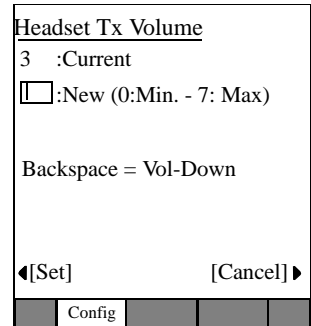 Headset Tx Volume
3 :Current
:New (0:Min. - 7: Max)
Backspace = Vol-Down
[Set] [Cancel]
Config